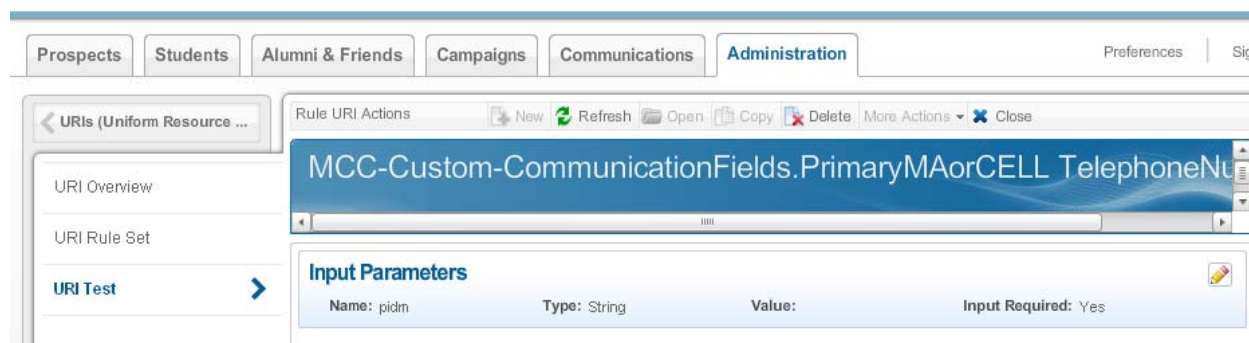 Prospects Students Alumni & Friends Campaigns Communications Administration Preferences
URIs (Uniform Resource ...
Rule URI Actions New Refresh Open Copy Delete More Actions Close
MCC-Custom-CommunicationFields.PrimaryMAorCELL TelephoneNu
URI Overview
URI Rule Set
URI Test
Input Parameters
Name: pidm Type: String Value: Input Required: Yes